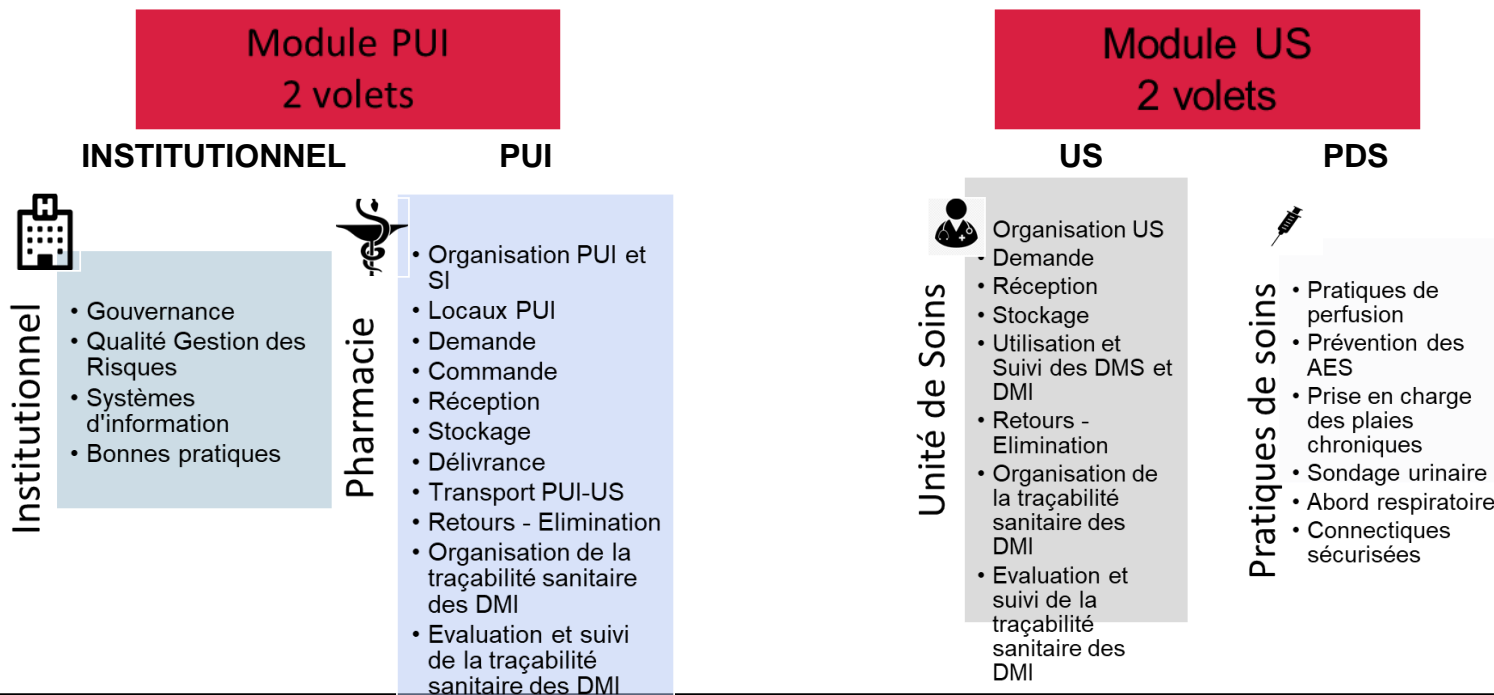 Module PUI
2 volets
INSTITUTIONNEL
PUI
Institutionnel
• Gouvernance
• Qualité Gestion des
Risques
• Systèmes
d'information
• Bonnes pratiques
Pharmacie
• Organisation PUI et
SI
• Locaux PUI
• Demande
• Commande
• Réception
• Stockage
• Délivrance
• Transport PUI-US
• Retours - Elimination
• Organisation de la
traçabilité sanitaire
des DMI
• Evaluation et suivi
de la traçabilité
sanitaire des DMI
Module US
2 volets
US
PDS
Unité de Soins
Organisation US
• Demande
• Réception
• Stockage
• Utilisation et
Suivi des DMS et
DMI
• Retours -
Elimination
• Organisation de
la traçabilité
sanitaire des
DMI
• Evaluation et
suivi de la
traçabilité
sanitaire des
DMI
Pratiques de soins
• Pratiques de
perfusion
• Prévention des
AES
• Prise en charge
des plaies
chroniques
• Sondage urinaire
• Abord respiratoire
• Connectiques
sécurisées
H